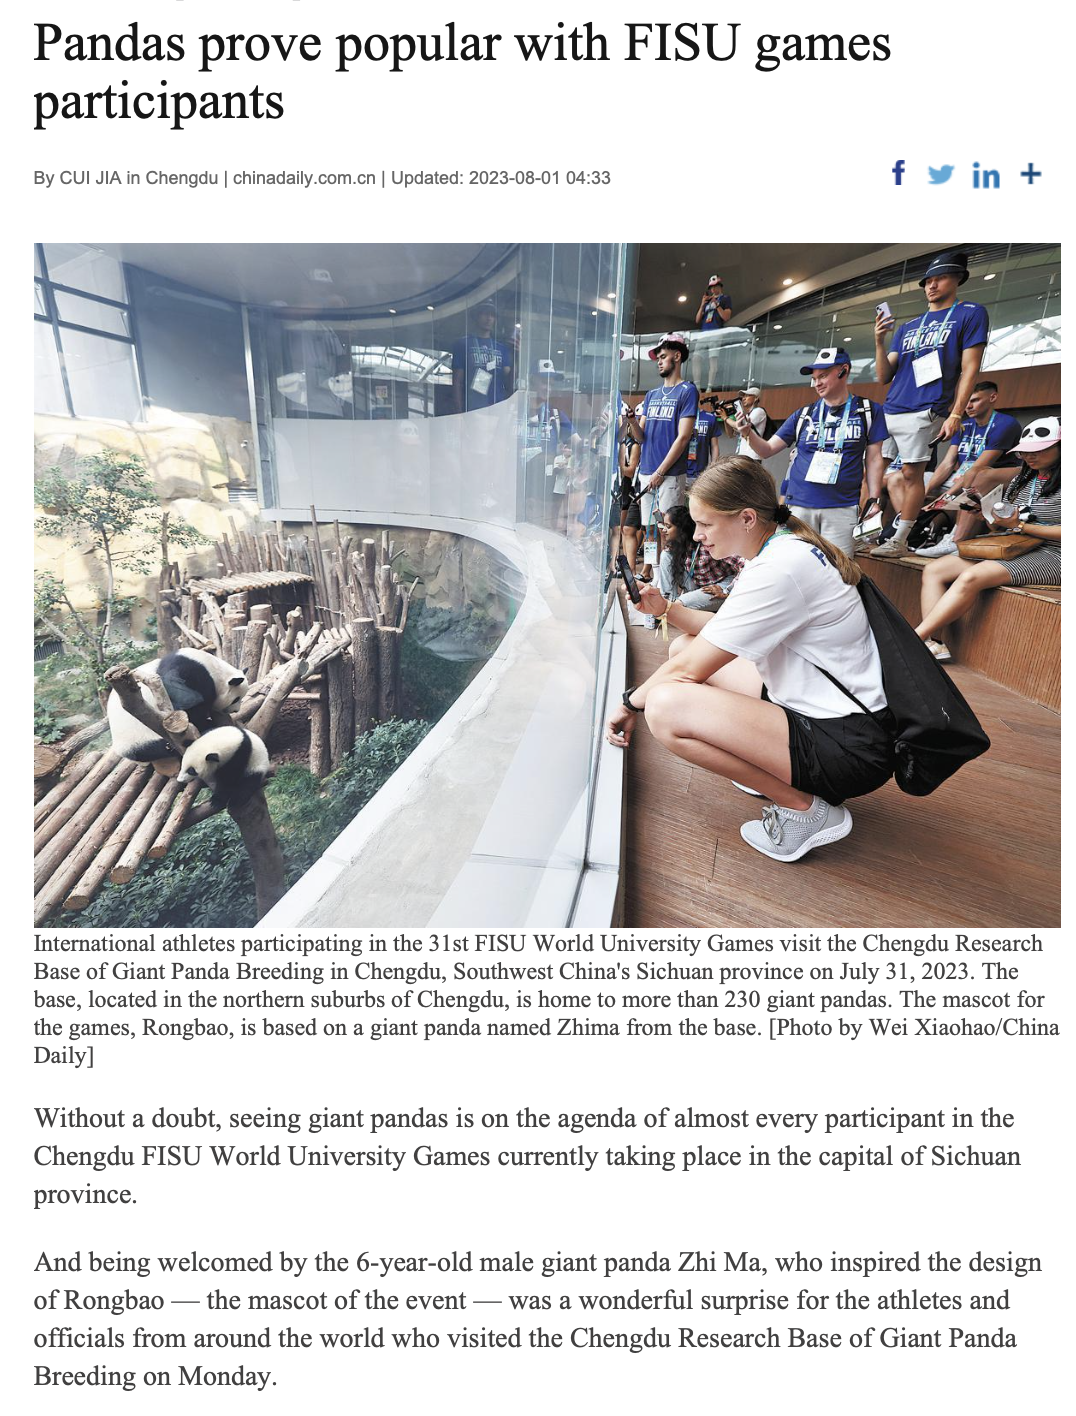 Pandas prove popular with FISU games
participants
By CUI JIA in Chengdu | chinadaily.com.cn | Updated: 2023-08-01 04:33
f in +
BASKETBALL
FINLAND
FINLAND
FINLAND
International athletes participating in the 31st FISU World University Games visit the Chengdu Research
Base of Giant Panda Breeding in Chengdu, Southwest China's Sichuan province on July 31, 2023. The
base, located in the northern suburbs of Chengdu, is home to more than 230 giant pandas. The mascot for
the games, Rongbao, is based on a giant panda named Zhima from the base. [Photo by Wei Xiaohao/China
Daily]
Without a doubt, seeing giant pandas is on the agenda of almost every participant in the
Chengdu FISU World University Games currently taking place in the capital of Sichuan
province.
And being welcomed by the 6-year-old male giant panda Zhi Ma, who inspired the design
of Rongbao — the mascot of the event — was a wonderful surprise for the athletes and
officials from around the world who visited the Chengdu Research Base of Giant Panda
Breeding on Monday.